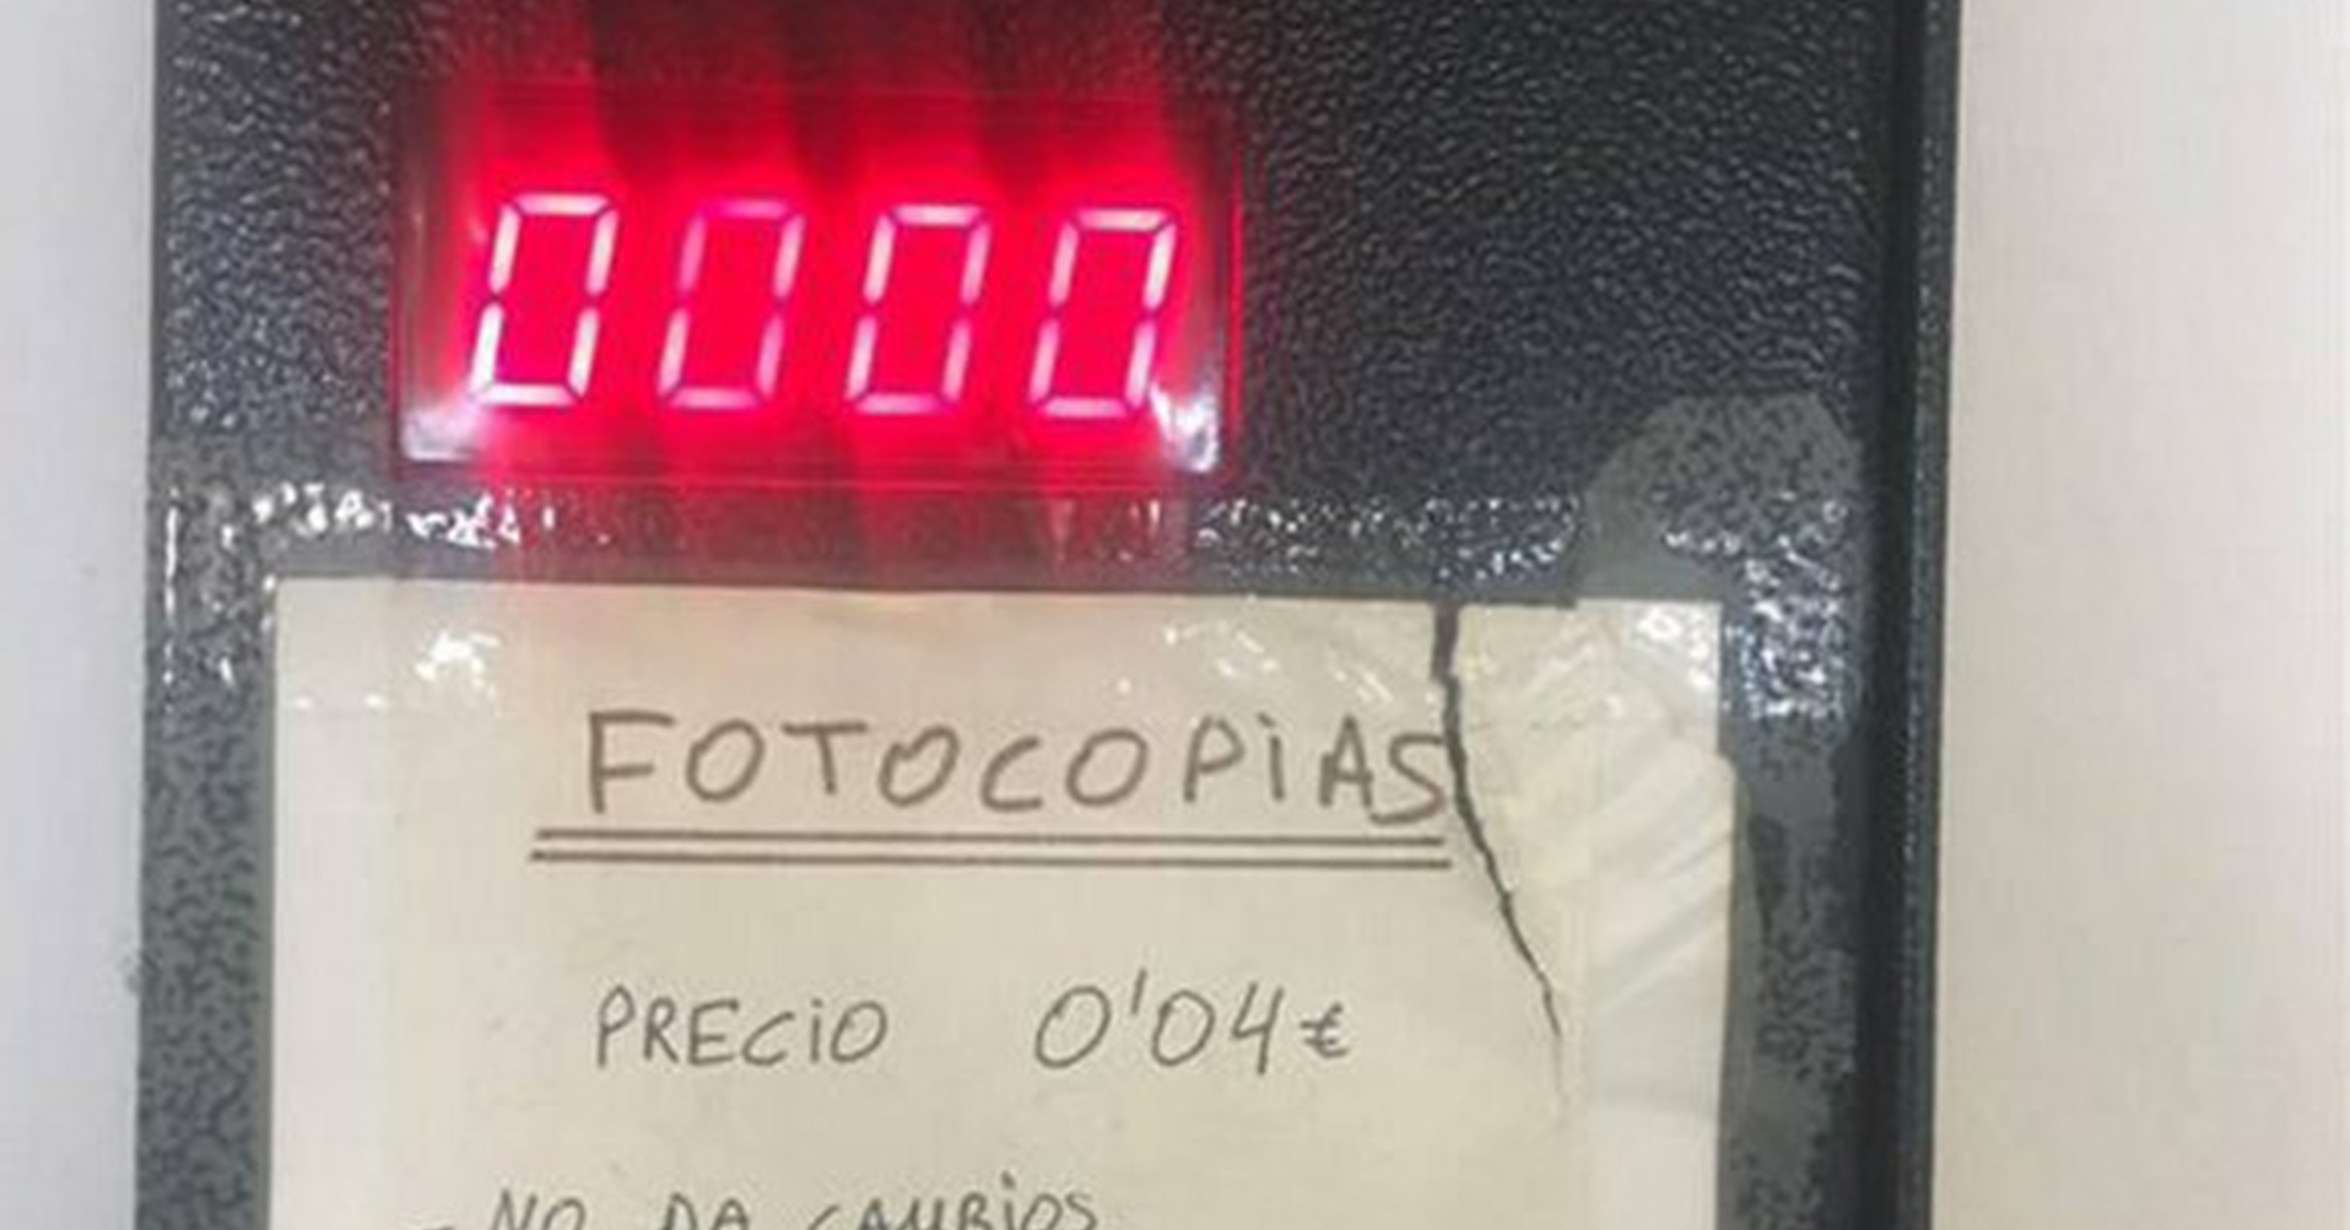 0000
FOTOCOPiAS
PRECiO 0'04€
- NO DA CAMBiOS